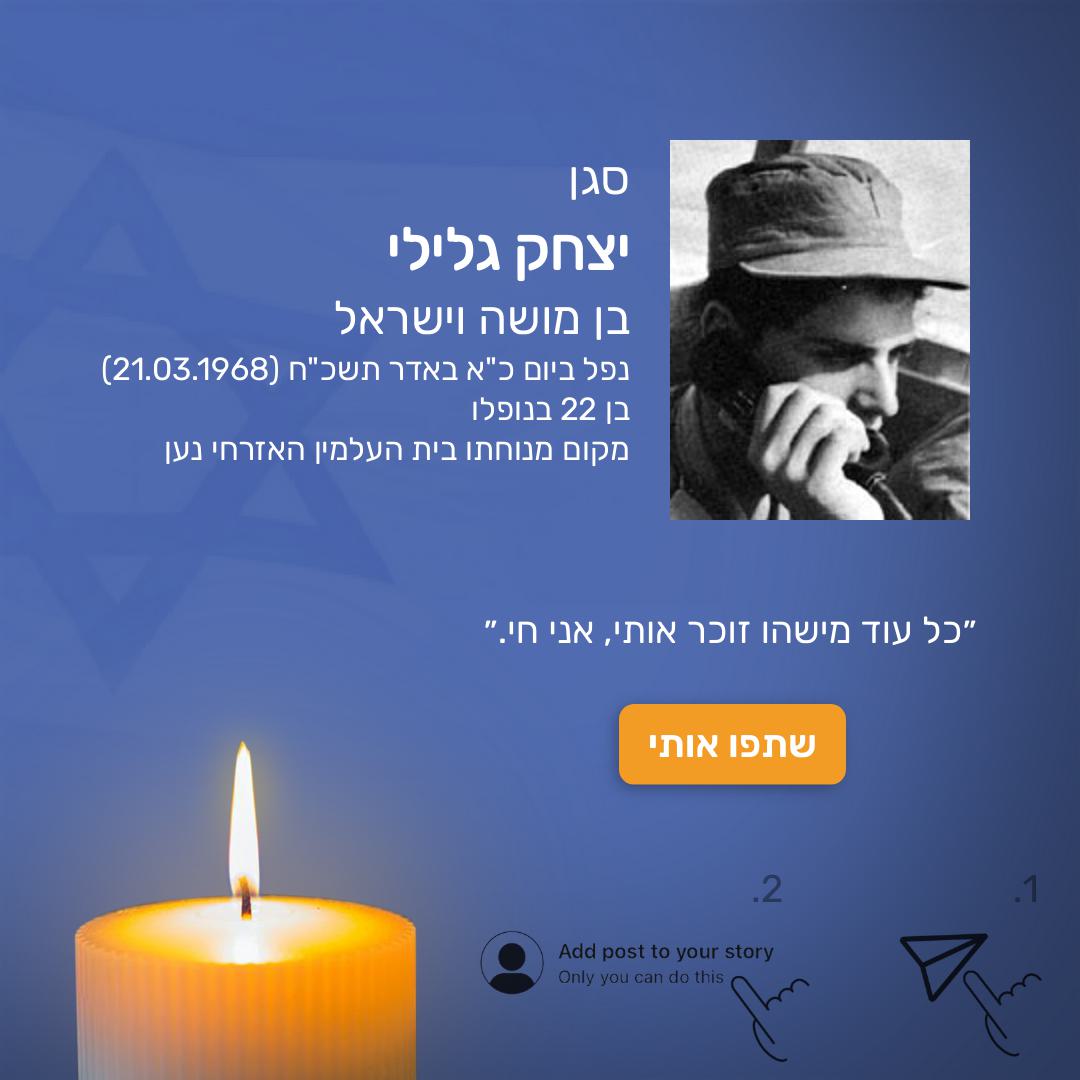 סגן
יצחק גלילי
בן מושה וישראל
נפל ביום כ"א באדר תשכ"ח (21.03.1968)
בן 22 בנופלו
מקום מנוחתו בית העלמין האזרחי נען
״כל עוד מישהו זוכר אותי, אני חי.״
שתפו אותי
1.
2.
Add post to your story
Only you can do this